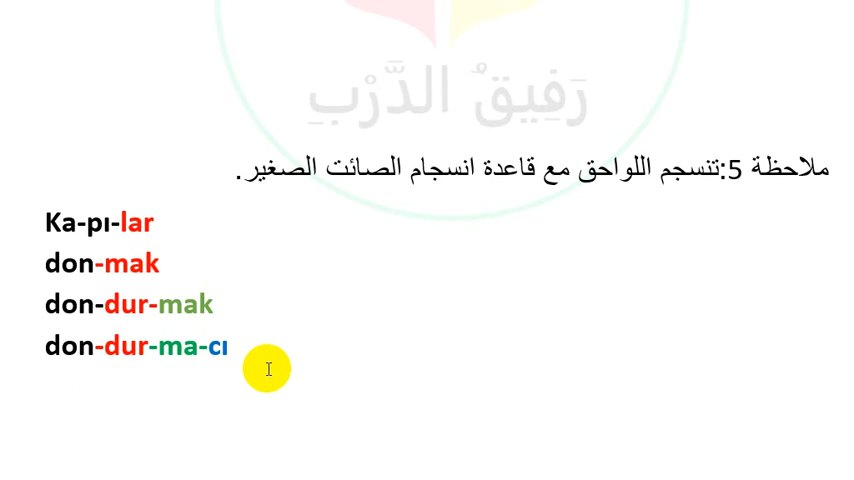 رَفِيقُ الدَّرْبِ
ملاحظة 5:تنسجم اللواحق مع قاعدة انسجام الصائت الصغير.
Ka-pı-lar
don-mak
don-dur-mak
don-dur-ma-cı